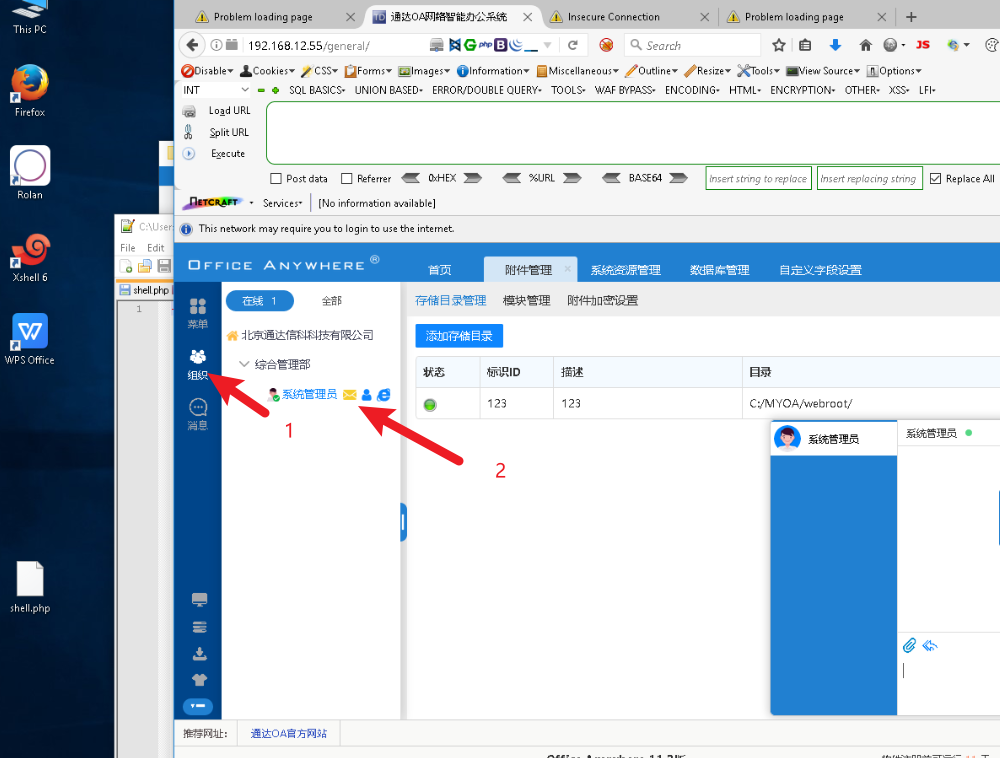 This PC
Firefox
Rolan
Xshell 6
WPS Office
shell.php
C:\User
File Edit
shell.php
1
Problem loading page
通达OA网络智能办公系统
Insecure Connection
Problem loading page
192.168.12.55/general/
php
B
Search
JS
Disable
Cookies
CSS
Forms
Images
Information
Miscellaneous
Outline
Resize
Tools
View Source
Options
INT
SQL BASICS
UNION BASED
ERROR/DOUBLE QUERY
TOOLS
WAF BYPASS
ENCODING
HTML
ENCRYPTION
OTHER
XSS
LFI
Load URL
Split URL
Execute
Post data
Referrer
0xHEX
%URL
BASE64
Insert string to replace
Insert replacing string
Replace All
NETCRAFT
Services
[No information available]
This network may require you to login to use the internet.
OFFICE ANYWHERE ®
首页
附件管理
系统资源管理
数据库管理
自定义字段设置
菜单
组织
消息
在线 1
全部
北京通达信科科技有限公司
综合管理部
系统管理员
1
2
存储目录管理
模块管理
附件加密设置
添加存储目录
状态 标识ID 描述 目录
123 123 C:/MYOA/webroot/
系统管理员
系统管理员
推荐网址:
通达OA官方网站